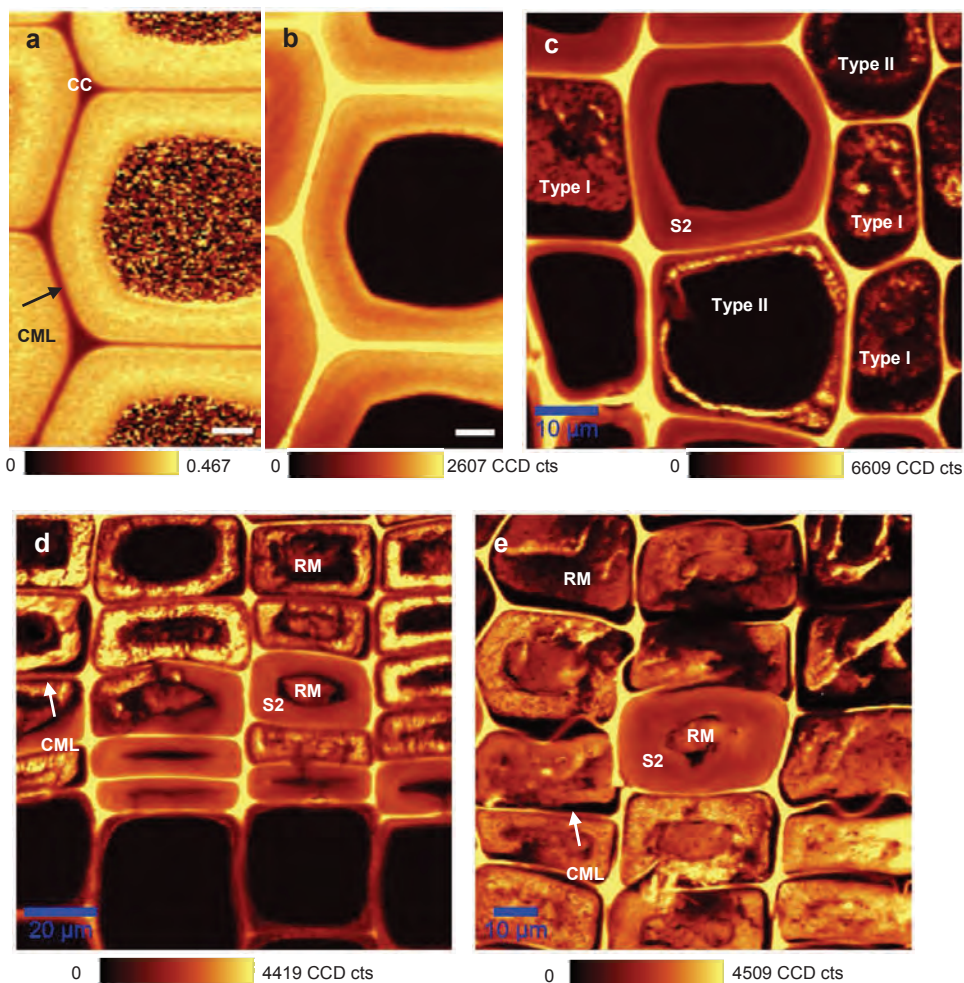 a
CC
CML
0 0.467
b
0 2607 CCD cts
c
Type II
Type I
Type I
S2
Type II
Type I
10 µm
0 6609 CCD cts
d
RM
RM
S2
CML
20 µm
0 4419 CCD cts
e
RM
RM
S2
CML
10 µm
0 4509 CCD cts